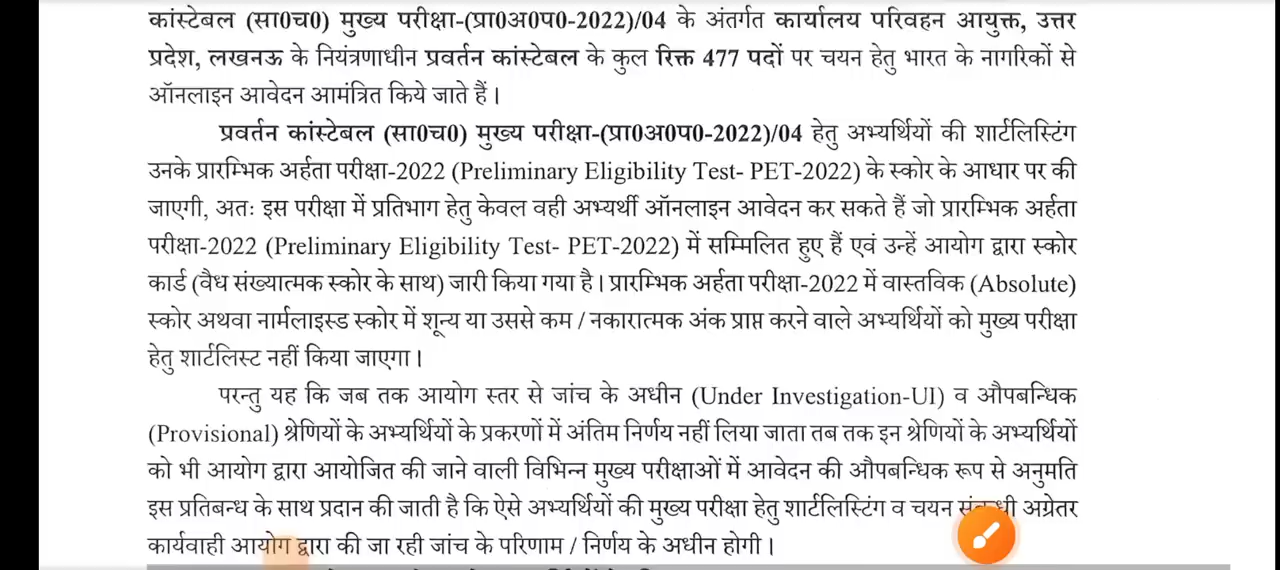 कांस्टेबल (सा0च0) मुख्य परीक्षा-(प्रा0अ0प0-2022)/04 के अंतर्गत कार्यालय परिवहन आयुक्त, उत्तर
प्रदेश, लखनऊ के नियंत्रणाधीन प्रवर्तन कांस्टेबल के कुल रिक्त 477 पदों पर चयन हेतु भारत के नागरिकों से
ऑनलाइन आवेदन आमंत्रित किये जाते हैं।
प्रवर्तन कांस्टेबल (सा0च0) मुख्य परीक्षा-(प्रा0अ0प0-2022)/04 हेतु अभ्यर्थियों की शार्टलिस्टिंग
उनके प्रारम्भिक अर्हता परीक्षा-2022 (Preliminary Eligibility Test- PET-2022) के स्कोर के आधार पर की
जाएगी, अतः इस परीक्षा में प्रतिभाग हेतु केवल वही अभ्यर्थी ऑनलाइन आवेदन कर सकते हैं जो प्रारम्भिक अर्हता
परीक्षा-2022 (Preliminary Eligibility Test- PET-2022) में सम्मिलित हुए हैं एवं उन्हें आयोग द्वारा स्कोर
कार्ड (वैध संख्यात्मक स्कोर के साथ) जारी किया गया है। प्रारम्भिक अर्हता परीक्षा-2022 में वास्तविक (Absolute)
स्कोर अथवा नार्मलाइस्ड स्कोर में शून्य या उससे कम / नकारात्मक अंक प्राप्त करने वाले अभ्यर्थियों को मुख्य परीक्षा
हेतु शार्टलिस्ट नहीं किया जाएगा।
परन्तु यह कि जब तक आयोग स्तर से जांच के अधीन (Under Investigation-UI) व औपबन्धिक
(Provisional) श्रेणियों के अभ्यर्थियों के प्रकरणों में अंतिम निर्णय नहीं लिया जाता तब तक इन श्रेणियों के अभ्यर्थियों
को भी आयोग द्वारा आयोजित की जाने वाली विभिन्न मुख्य परीक्षाओं में आवेदन की औपबन्धिक रूप से अनुमति
इस प्रतिबन्ध के साथ प्रदान की जाती है कि ऐसे अभ्यर्थियों की मुख्य परीक्षा हेतु शार्टलिस्टिंग व चयन अग्रेतर
कार्यवाही आयोग द्वारा की जा रही जांच के परिणाम / निर्णय के अधीन होगी।